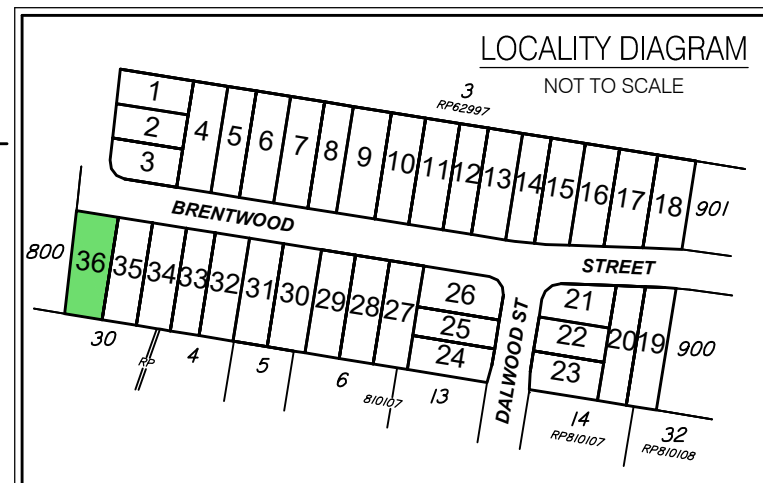 LOCALITY DIAGRAM
NOT TO SCALE
3
RP62997
1
2
3
4 5 6 7 8 9 10 11 12 13 14 15 16 17 18 901
BRENTWOOD
STREET
800 36 35 34 33 32 31 30 29 28 27
26
25
24
DALWOOD ST
21
22
23
20 19 900
30
RP
4
5
6
810107
13
14
RP810107
32
RP810108